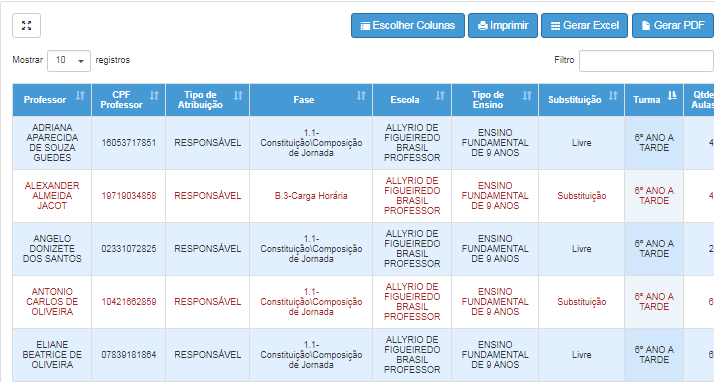 Escolher Colunas Imprimir Gerar Excel Gerar PDF
Mostrar 10 registros Filtro
Professor CPF Professor Tipo de Atribuição Fase Escola Tipo de Ensino Substituição Turma Qtde Aulas
ADRIANA APARECIDA DE SOUZA GUEDES 16053717851 RESPONSÁVEL 1.1-Constituição\Composição de Jornada ALLYRIO DE FIGUEIREDO BRASIL PROFESSOR ENSINO FUNDAMENTAL DE 9 ANOS Livre 6º ANO A TARDE 4
ALEXANDER ALMEIDA JACOT 19719034858 RESPONSÁVEL B.3-Carga Horária ALLYRIO DE FIGUEIREDO BRASIL PROFESSOR ENSINO FUNDAMENTAL DE 9 ANOS Substituição 6º ANO A TARDE 4
ANGELO DONIZETE DOS SANTOS 02331072825 RESPONSÁVEL 1.1-Constituição\Composição de Jornada ALLYRIO DE FIGUEIREDO BRASIL PROFESSOR ENSINO FUNDAMENTAL DE 9 ANOS Livre 6º ANO A TARDE 2
ANTONIO CARLOS DE OLIVEIRA 10421662859 RESPONSÁVEL 1.1-Constituição\Composição de Jornada ALLYRIO DE FIGUEIREDO BRASIL PROFESSOR ENSINO FUNDAMENTAL DE 9 ANOS Substituição 6º ANO A TARDE 6
ELIANE BEATRICE DE OLIVEIRA 07839181864 RESPONSÁVEL 1.1-Constituição\Composição de Jornada ALLYRIO DE FIGUEIREDO BRASIL PROFESSOR ENSINO FUNDAMENTAL DE 9 ANOS Livre 6º ANO A TARDE 6